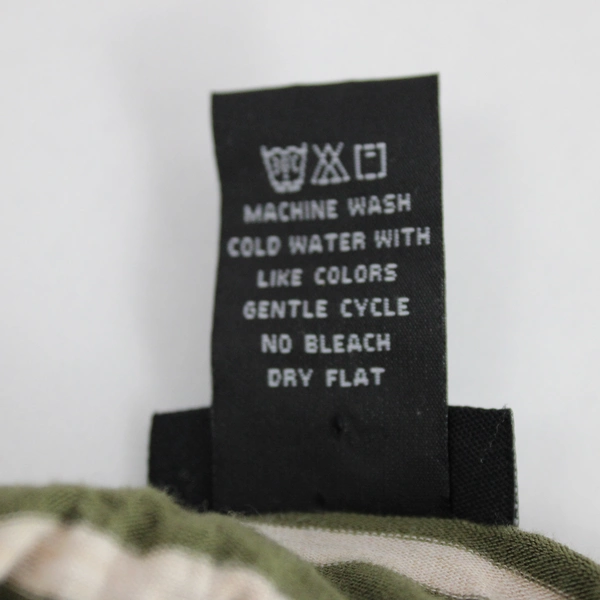 MACHINE WASH
COLD WATER WITH
LIKE COLORS
GENTLE CYCLE
NO BLEACH
DRY FLAT